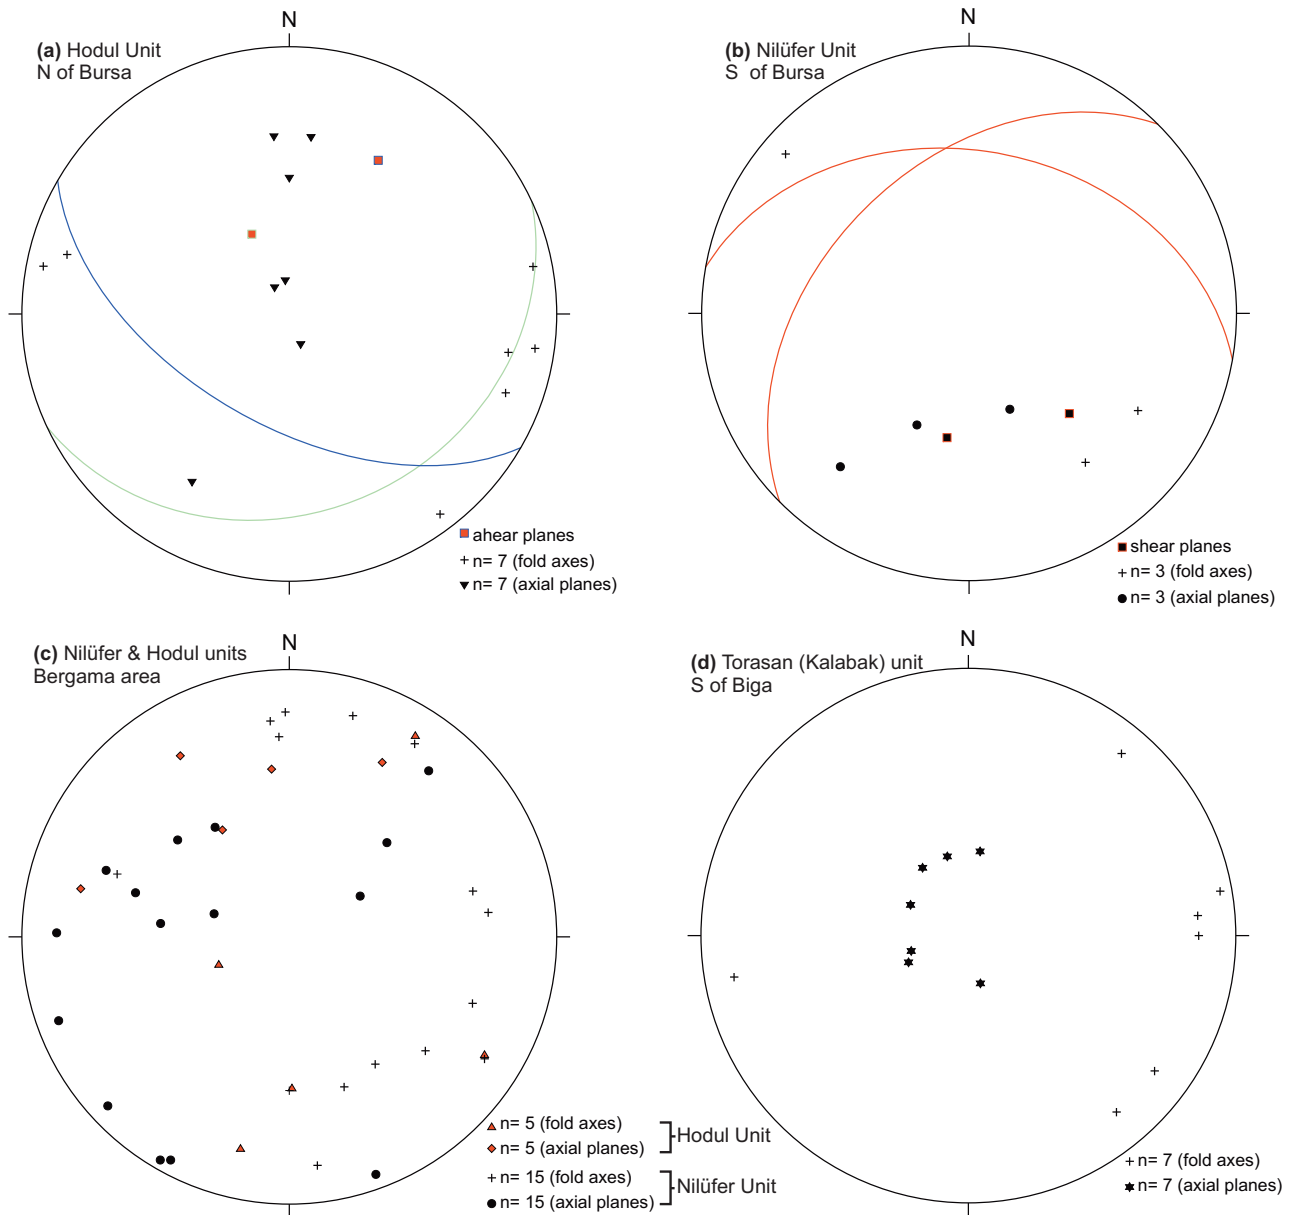 N
(a) Hodul Unit
N of Bursa
ahear planes
n= 7 (fold axes)
n= 7 (axial planes)
N
(b) Nilüfer Unit
S of Bursa
shear planes
n= 3 (fold axes)
n= 3 (axial planes)
N
(c) Nilüfer & Hodul units
Bergama area
n= 5 (fold axes)
n= 5 (axial planes)
Hodul Unit
n= 15 (fold axes)
n= 15 (axial planes)
Nilüfer Unit
N
(d) Torasan (Kalabak) unit
S of Biga
n= 7 (fold axes)
n= 7 (axial planes)